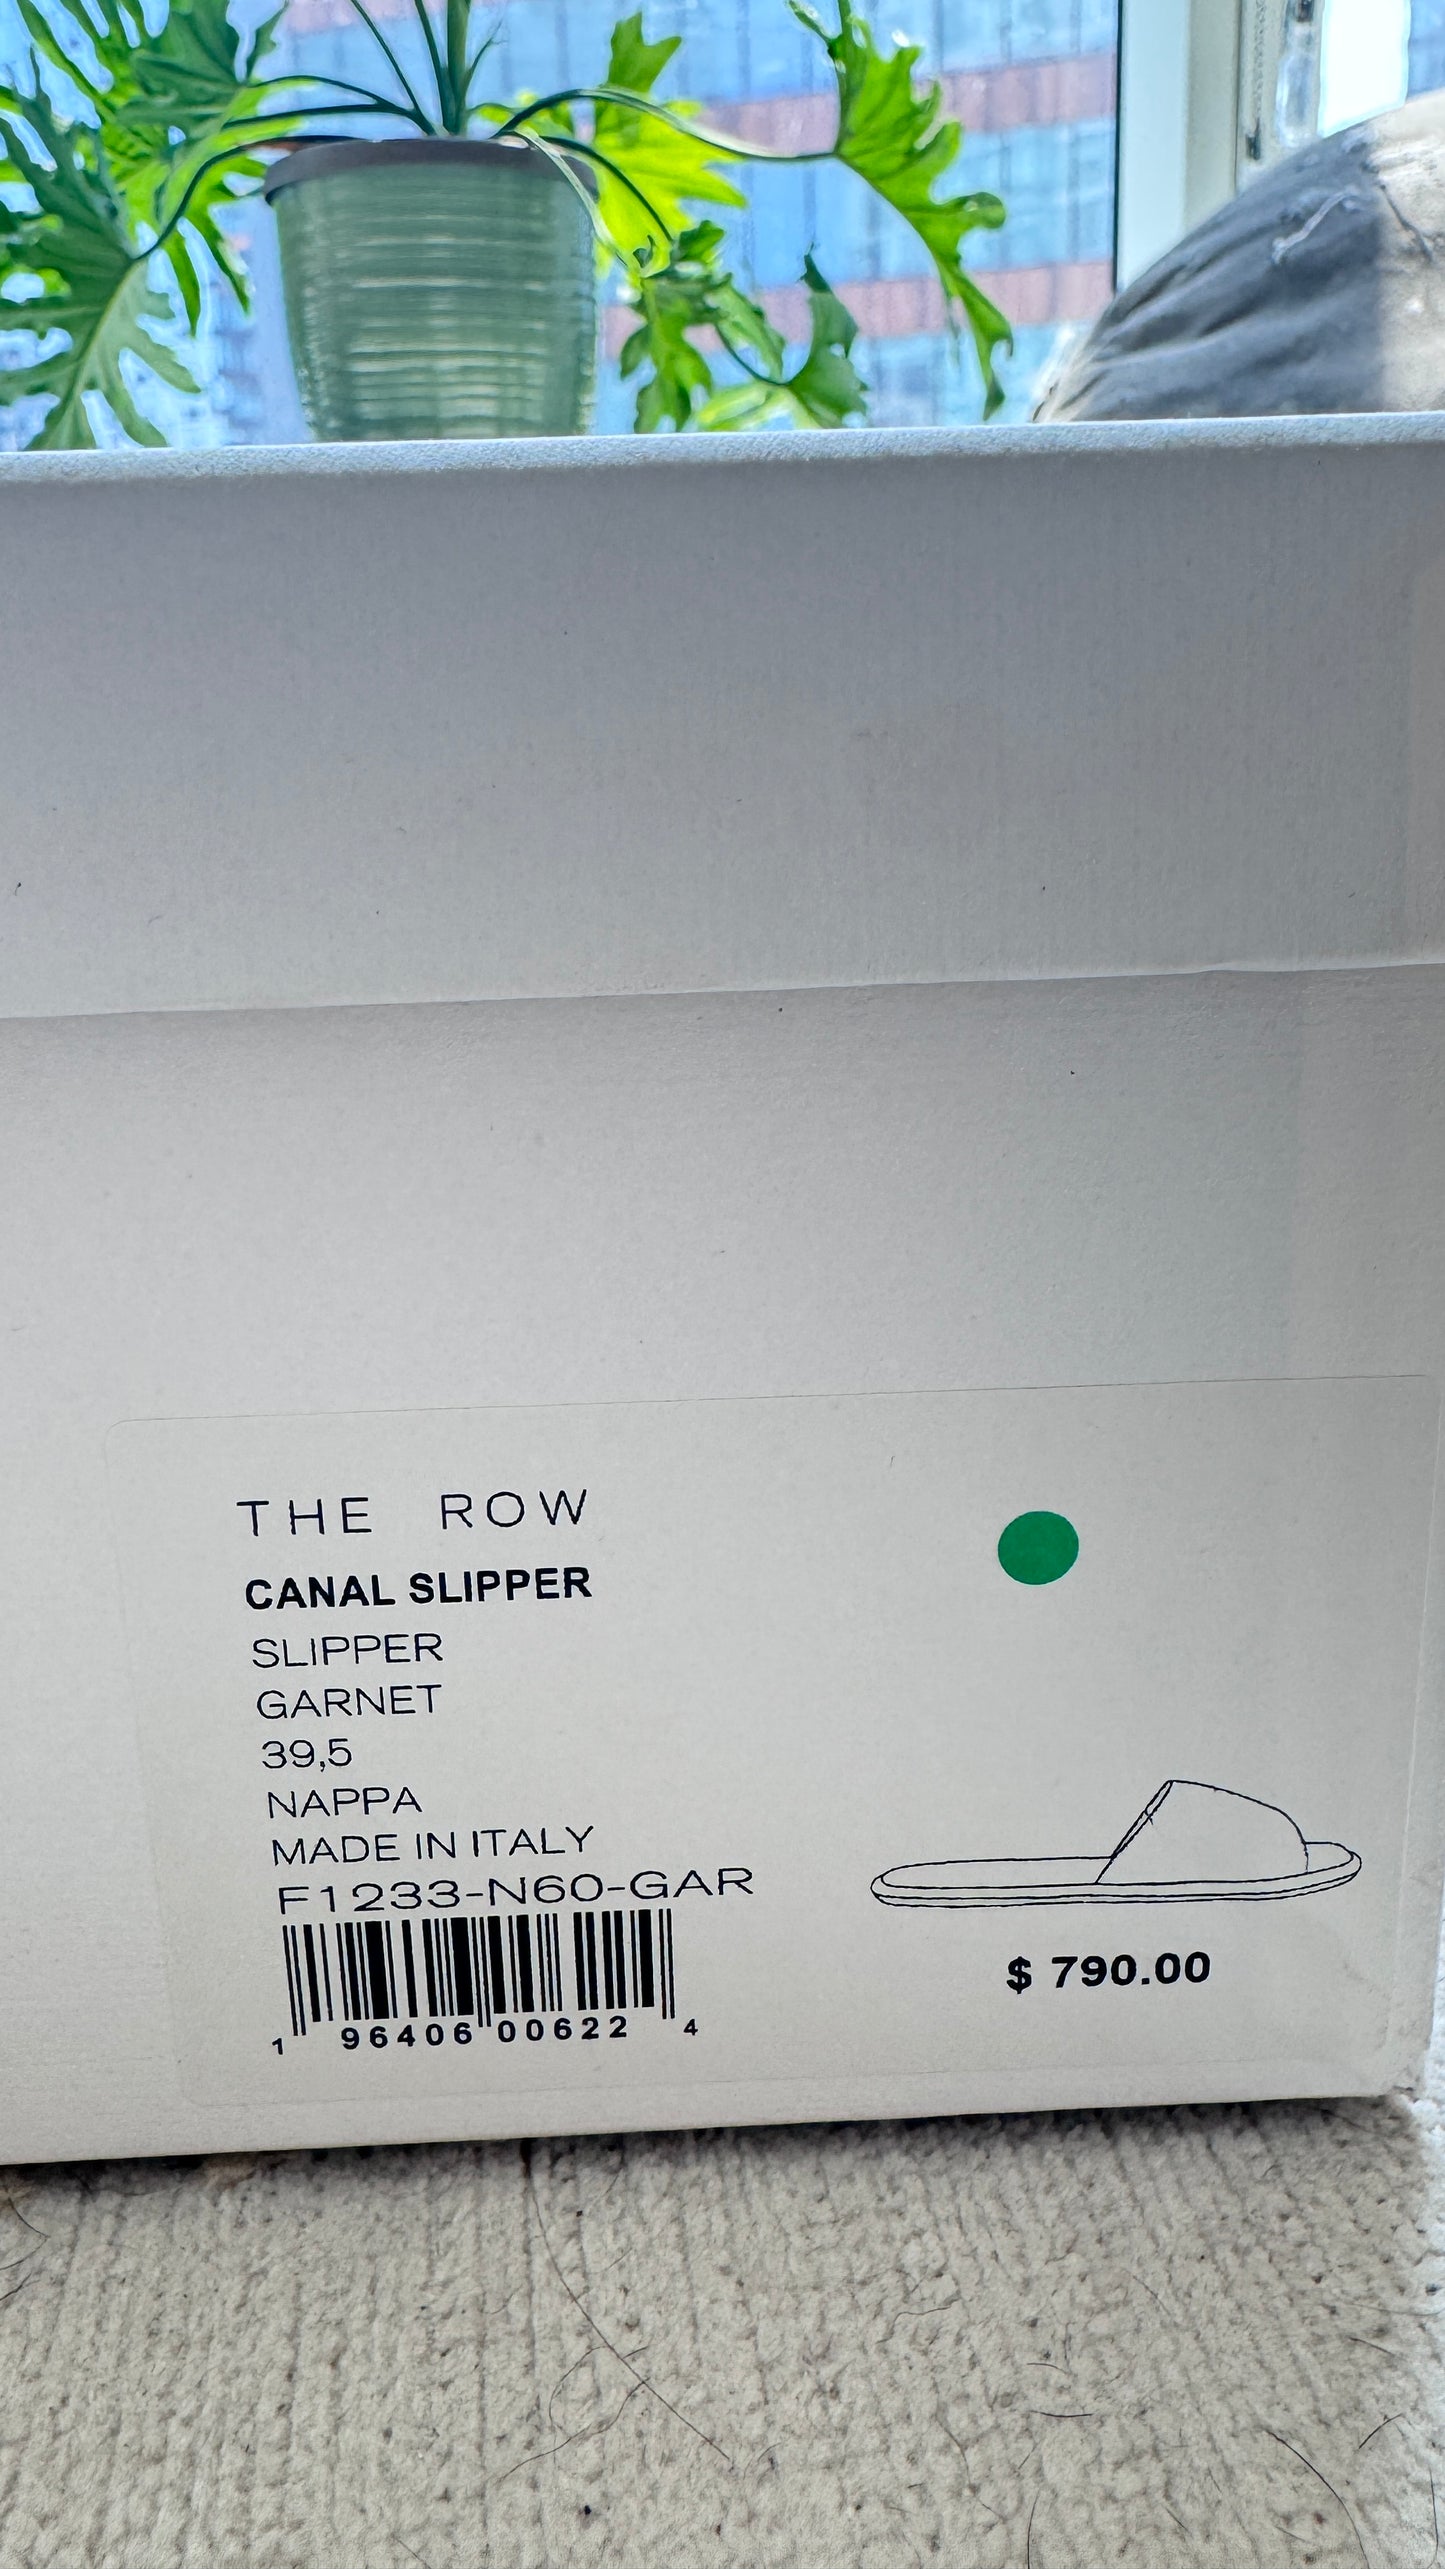 THE ROW
CANAL SLIPPER
SLIPPER
GARNET
39,5
NAPPA
MADE IN ITALY
F1233-N60-GAR
1 96406 00622 4
$ 790.00